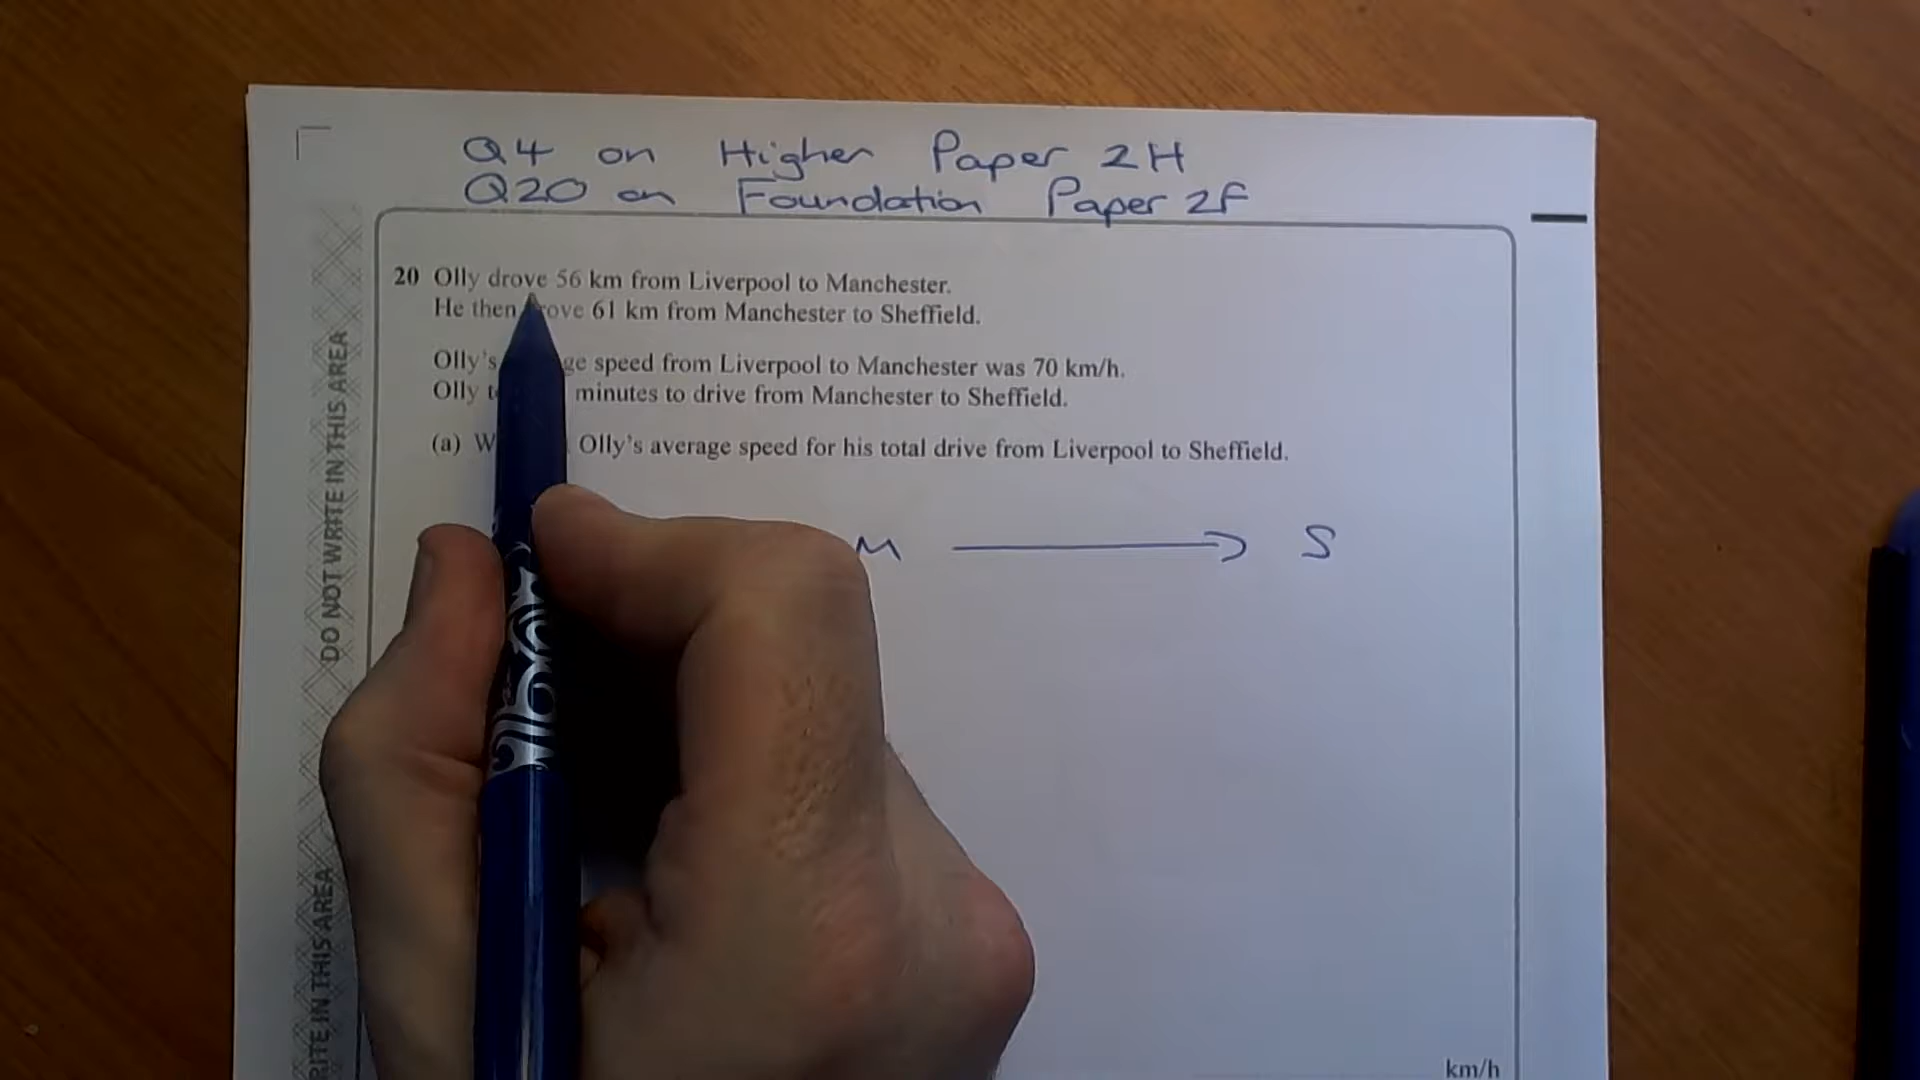 Q4 on Higher Paper 2H
Q20 on Foundation Paper 2F
20 Olly drove 56 km from Liverpool to Manchester.
He then rove 61 km from Manchester to Sheffield.
Olly's ge speed from Liverpool to Manchester was 70 km/h.
Olly t minutes to drive from Manchester to Sheffield.
(a) W Olly's average speed for his total drive from Liverpool to Sheffield.
M → S
km/h
DO NOT WRITE IN THIS AREA
RITE IN THIS AREA